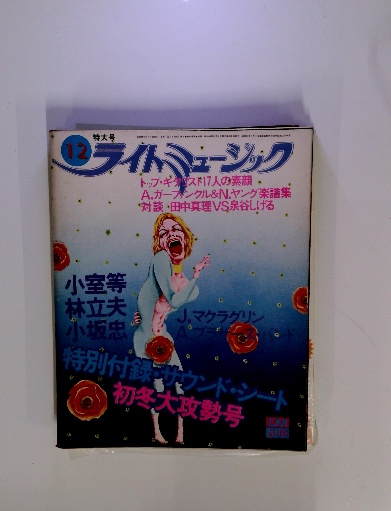 特大号
12
ライトミュージック
トップ・ギタリスト17人の素顔
A.ガーファンクル&N.ヤング楽譜集
対談・田中真理VS泉谷しげる
小室等
林立夫
小坂忠
J.マクラグリン
特別付録・サウンド・シート
初冬大攻勢号